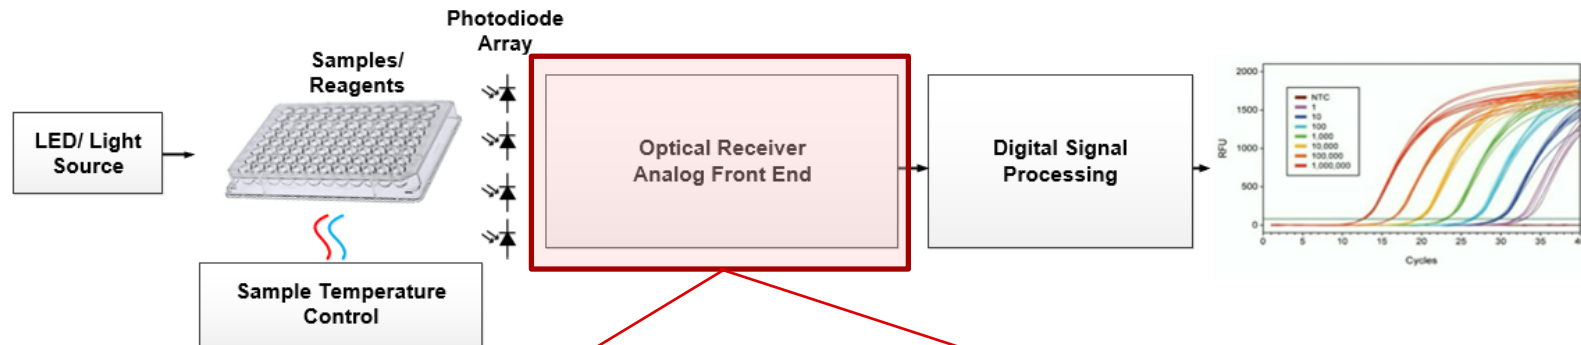 Photodiode
Array
Samples/
Reagents
LED/ Light
Source
Optical Receiver
Analog Front End
Digital Signal
Processing
Sample Temperature
Control
2000
1500
1000
500
0
RFU
NTC
1
10
100
1,000
10,000
100,000
1,000,000
1 5 10 15 20 25 30 35 40
Cycles